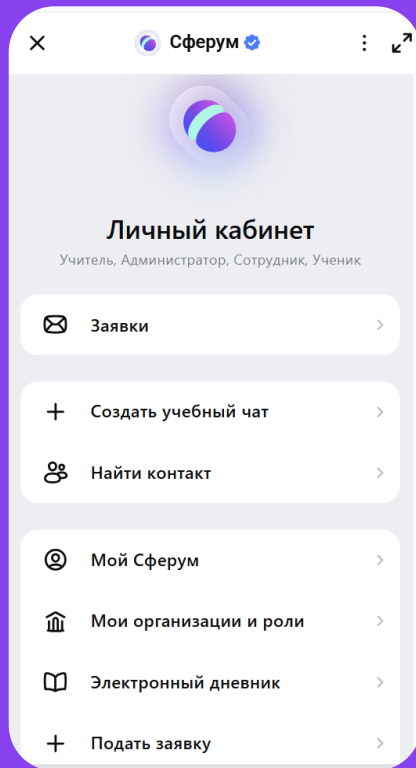 Сферум
Личный кабинет
Учитель, Администратор, Сотрудник, Ученик
Заявки
Создать учебный чат
Найти контакт
Мой Сферум
Мои организации и роли
Электронный дневник
Подать заявку